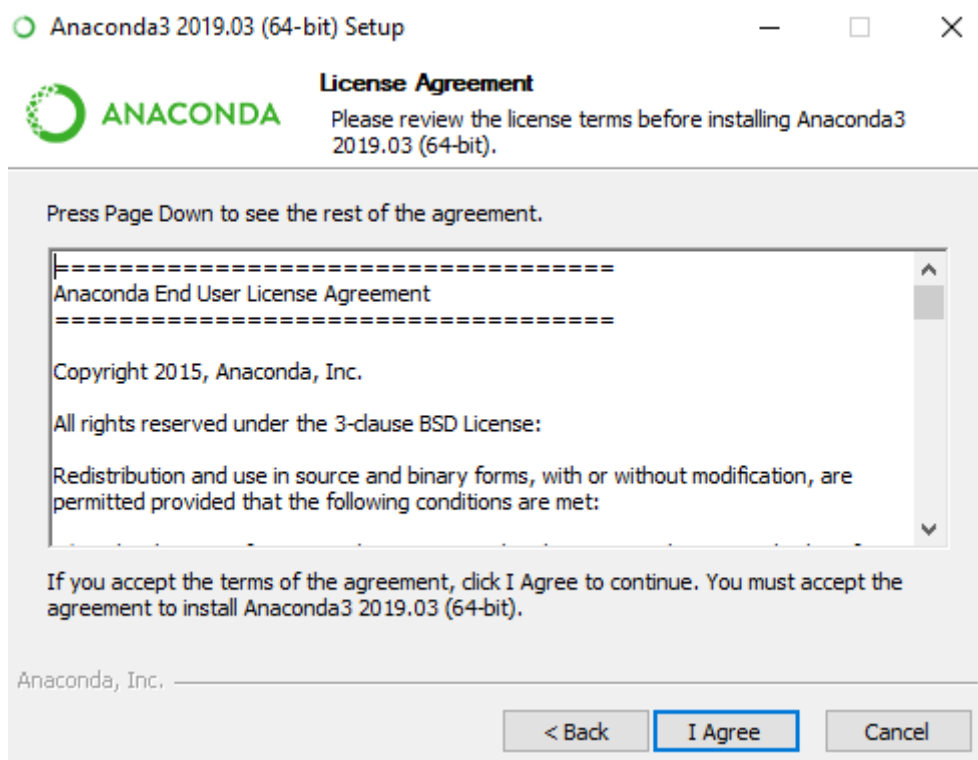 Anaconda3 2019.03 (64-bit) Setup
ANACONDA
License Agreement
Please review the license terms before installing Anaconda3
2019.03 (64-bit).
Press Page Down to see the rest of the agreement.
===================================
Anaconda End User License Agreement
===================================
Copyright 2015, Anaconda, Inc.
All rights reserved under the 3-clause BSD License:
Redistribution and use in source and binary forms, with or without modification, are
permitted provided that the following conditions are met:
If you accept the terms of the agreement, click I Agree to continue. You must accept the
agreement to install Anaconda3 2019.03 (64-bit).
Anaconda, Inc.
< Back
I Agree
Cancel